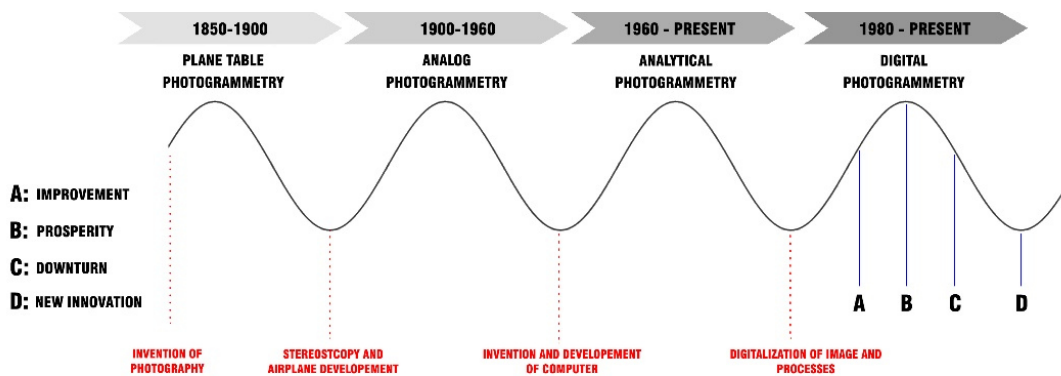 1850-1900
1900-1960
1960 - PRESENT
1980 - PRESENT
PLANE TABLE
PHOTOGRAMMETRY
ANALOG
PHOTOGRAMMETRY
ANALYTICAL
PHOTOGRAMMETRY
DIGITAL
PHOTOGRAMMETRY
A: IMPROVEMENT
B: PROSPERITY
C: DOWNTURN
D: NEW INNOVATION
A
B
C
D
INVENTION OF
PHOTOGRAPHY
STEREOSTCOPY AND
AIRPLANE DEVELOPEMENT
INVENTION AND DEVELOPEMENT
OF COMPUTER
DIGITALIZATION OF IMAGE AND
PROCESSES